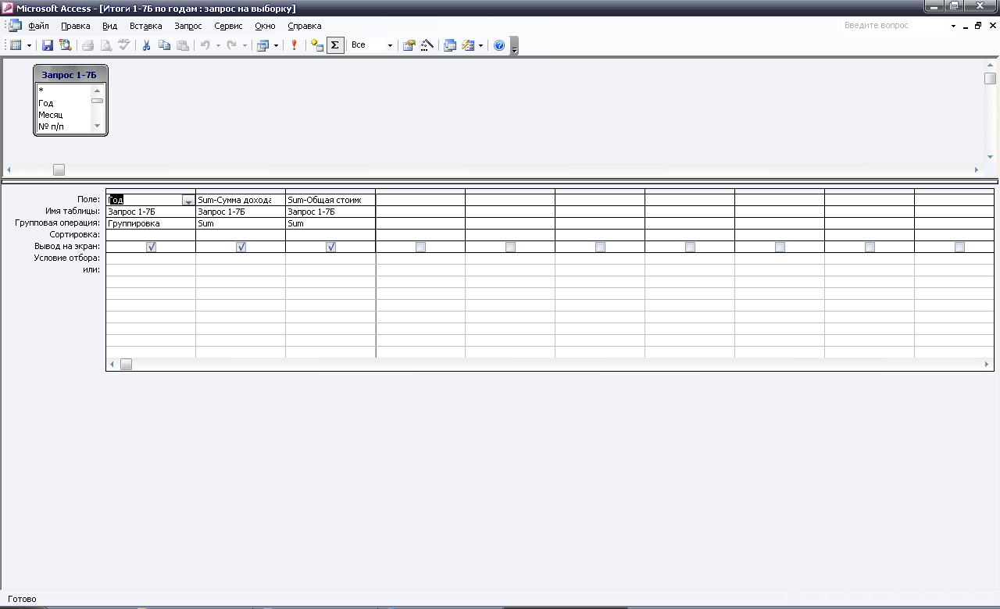 Microsoft Access - [Итоги 1-7Б по годам : запрос на выборку]
Файл Правка Вид Вставка Запрос Сервис Окно Справка Введите вопрос
Все
Запрос 1-7Б
*
Год
Месяц
№ п/п
Поле: Год Sum-Сумма дохода Sum-Общая стоимо
Имя таблицы: Запрос 1-7Б Запрос 1-7Б Запрос 1-7Б
Групповая операция: Группировка Sum Sum
Сортировка:
Вывод на экран:
Условие отбора:
или:
Готово